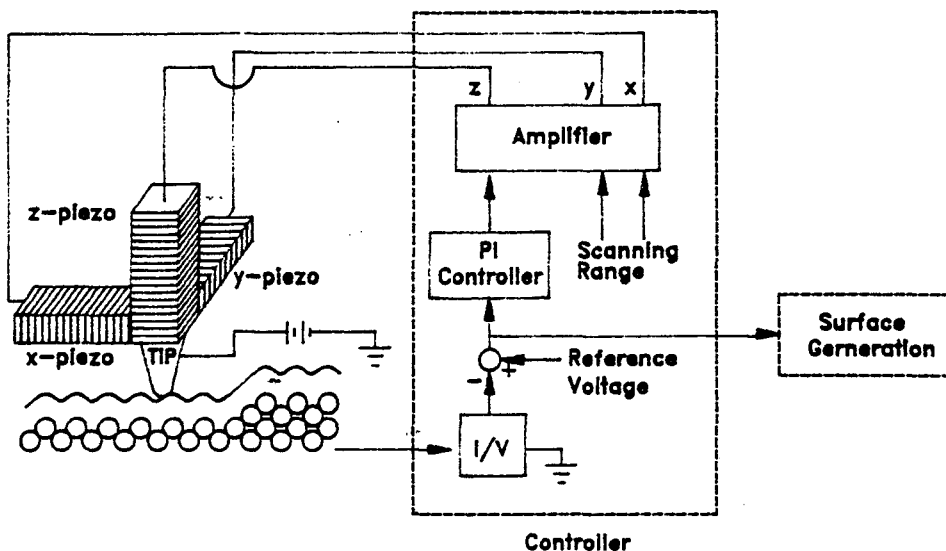 z y x
Amplifier
z-piezo
PI
Controller
Scanning
Range
y-piezo
x-piezo
TIP
Surface
Gerneration
Reference
Voltage
+
-
I/V
Controller